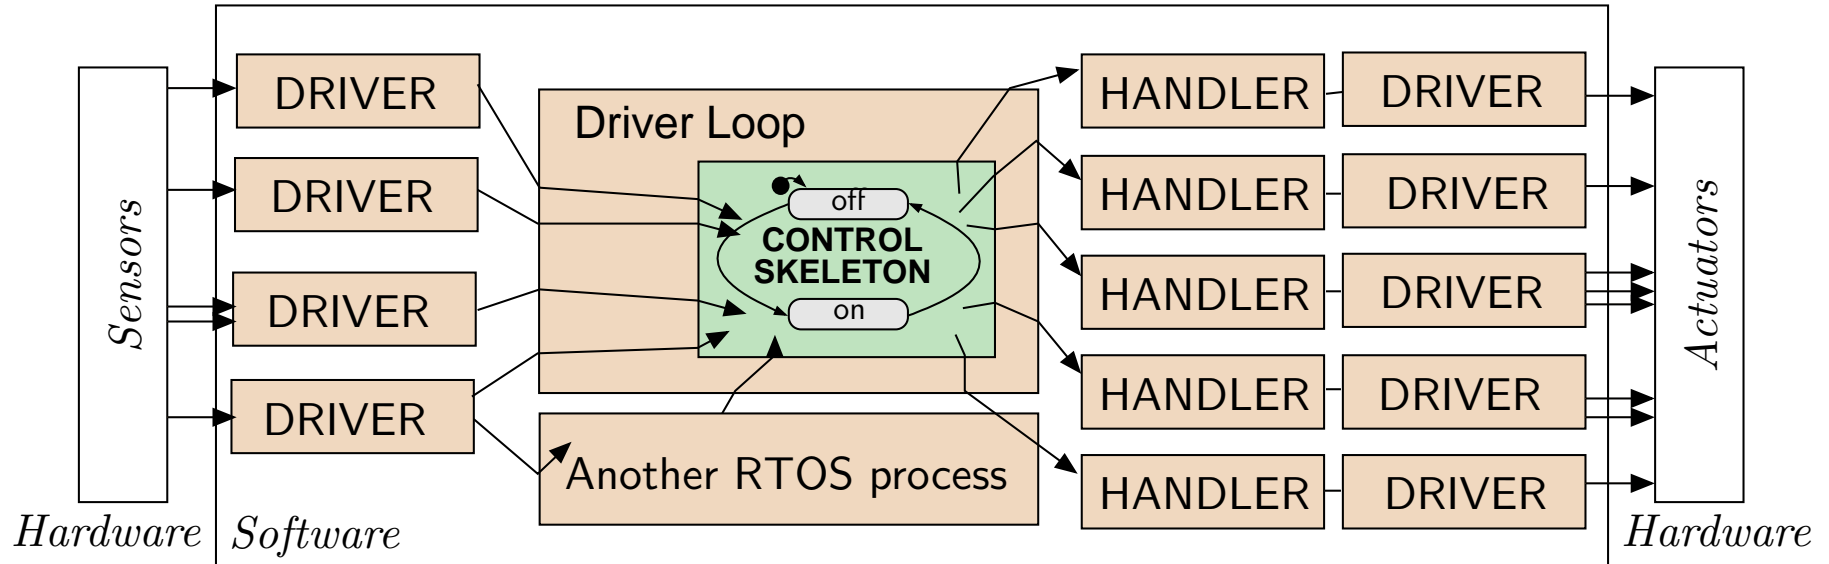 Sensors
Hardware
Software
DRIVER
DRIVER
DRIVER
DRIVER
Driver Loop
off
CONTROL
SKELETON
on
Another RTOS process
HANDLER DRIVER
HANDLER DRIVER
HANDLER DRIVER
HANDLER DRIVER
HANDLER DRIVER
Actuators
Hardware